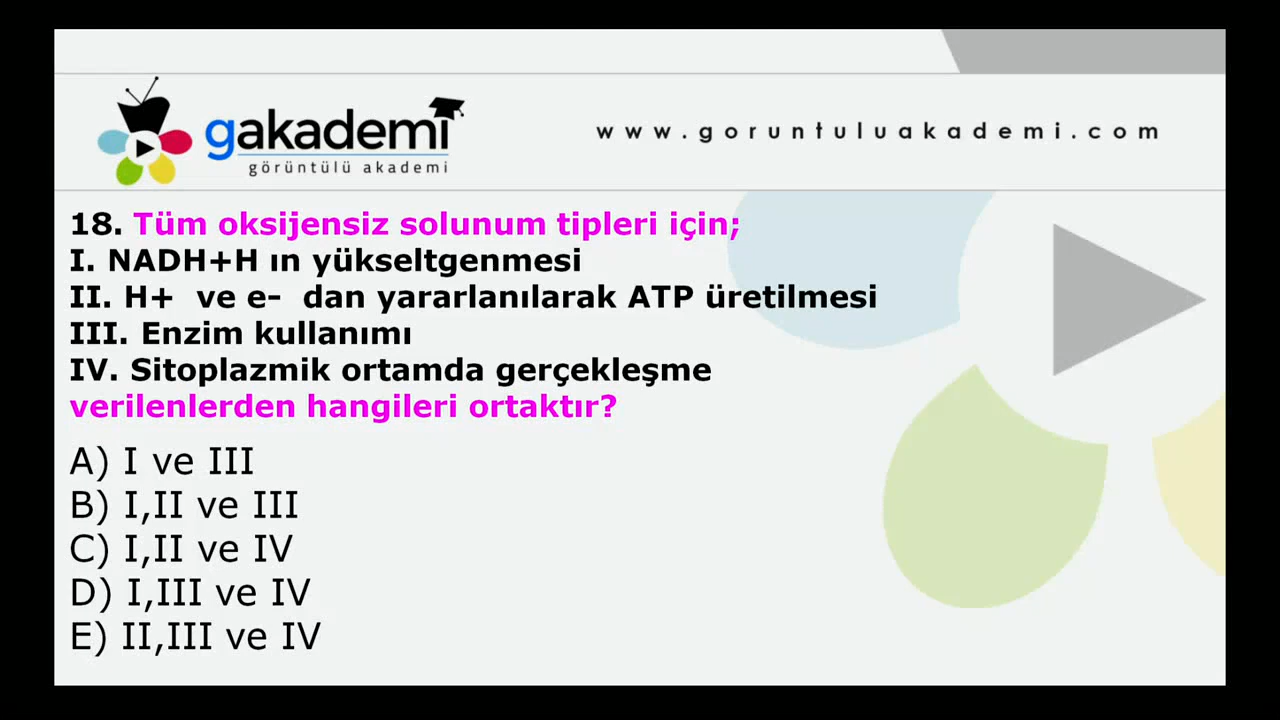 gakademi
görüntülü akademi
www.goruntuluakademi.com
18. Tüm oksijensiz solunum tipleri için;
I. NADH+H ın yükseltgenmesi
II. H+ ve e- dan yararlanılarak ATP üretilmesi
III. Enzim kullanımı
IV. Sitoplazmik ortamda gerçekleşme
verilenlerden hangileri ortaktır?
A) I ve III
B) I,II ve III
C) I,II ve IV
D) I,III ve IV
E) II,III ve IV